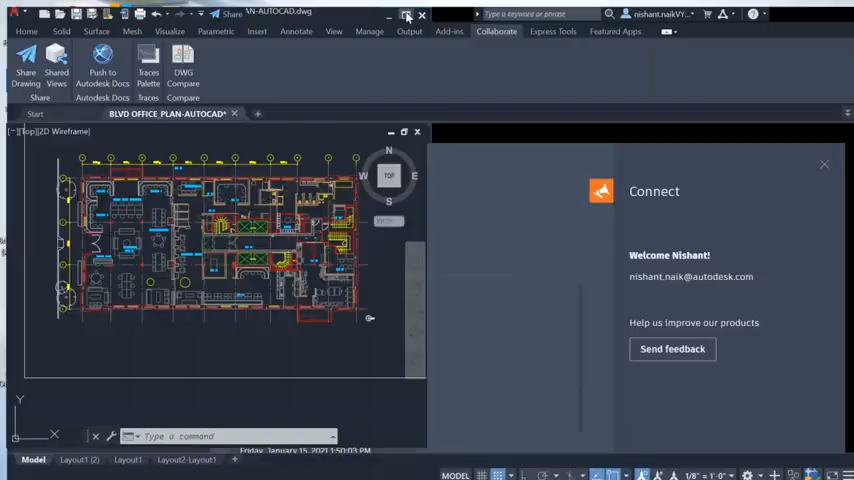 Share
\N-AUTOCAD.dwg
Type a keyword or phrase
nishant.naikVY...
Home Solid Surface Mesh Visualize Parametric Insert Annotate View Manage Output Add-ins Collaborate Express Tools Featured Apps
Share Drawing
Shared Views
Push to Autodesk Docs
Traces Palette
DWG Compare
Share Autodesk Docs Traces Compare
Start BLVD OFFICE_PLAN-AUTOCAD*
[−][Top][2D Wireframe]
N
W TOP E
S
Connect
Welcome Nishant!
nishant.naik@autodesk.com
Help us improve our products
Send feedback
Y
X
Type a command
Friday, January 15, 2021 1:50:03 PM
Model Layout1 (2) Layout1 Layout2-Layout1 +
MODEL 1/8" = 1'-0"